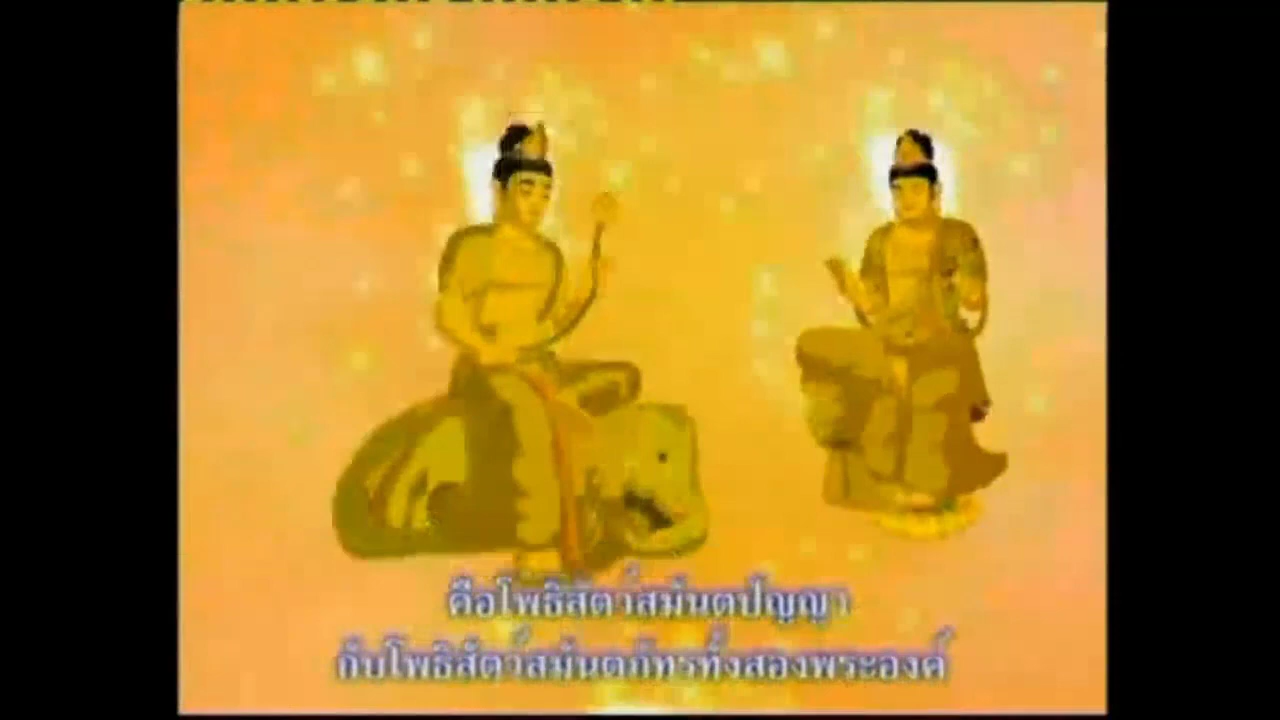 คือโพธิสัตว์สมันตปัญญา
กับโพธิสัตว์สมันตภัทรทั้งสองพระองค์